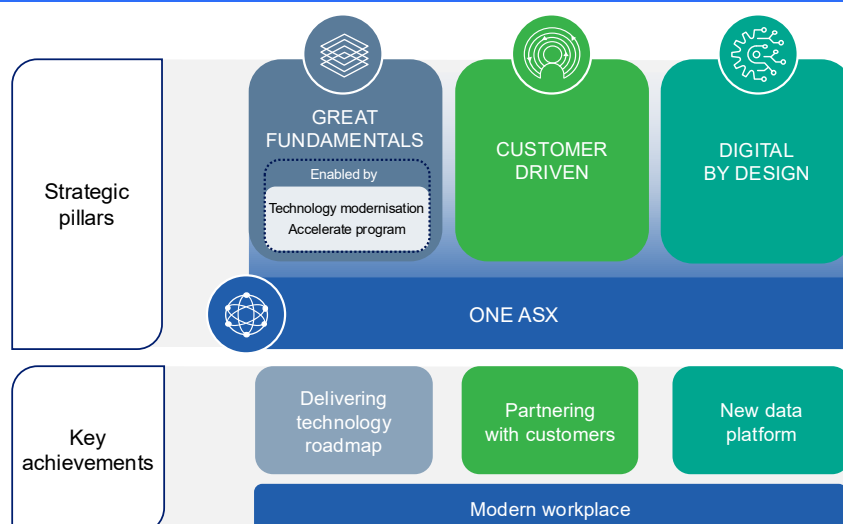 Strategic
pillars
GREAT
FUNDAMENTALS
Enabled by
Technology modernisation
Accelerate program
CUSTOMER
DRIVEN
DIGITAL
BY DESIGN
ONE ASX
Key
achievements
Delivering
technology
roadmap
Partnering
with customers
New data
platform
Modern workplace